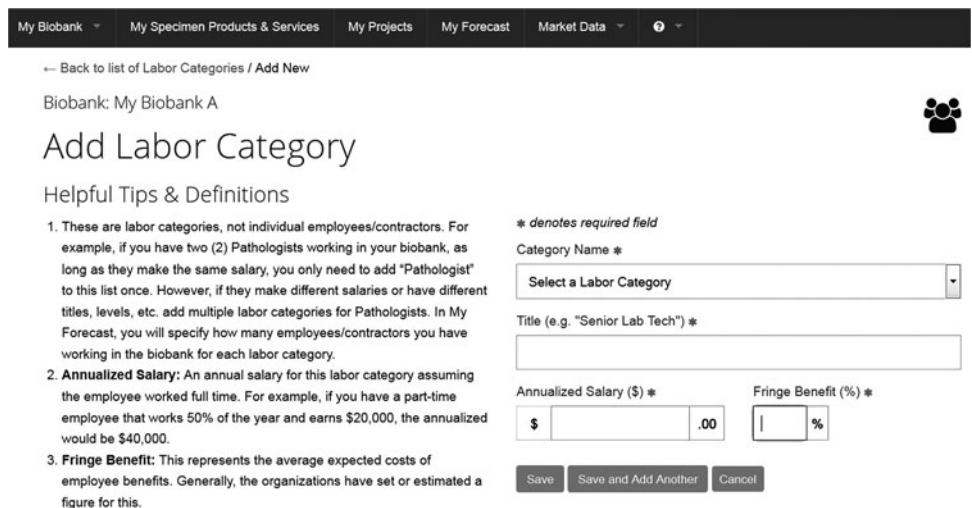 My Biobank My Specimen Products & Services My Projects My Forecast Market Data ?
← Back to list of Labor Categories / Add New
Biobank: My Biobank A
Add Labor Category
Helpful Tips & Definitions
1. These are labor categories, not individual employees/contractors. For
example, if you have two (2) Pathologists working in your biobank, as
long as they make the same salary, you only need to add "Pathologist"
to this list once. However, if they make different salaries or have different
titles, levels, etc. add multiple labor categories for Pathologists. In My
Forecast, you will specify how many employees/contractors you have
working in the biobank for each labor category.
2. Annualized Salary: An annual salary for this labor category assuming
the employee worked full time. For example, if you have a part-time
employee that works 50% of the year and earns $20,000, the annualized
would be $40,000.
3. Fringe Benefit: This represents the average expected costs of
employee benefits. Generally, the organizations have set or estimated a
figure for this.
* denotes required field
Category Name *
Select a Labor Category
Title (e.g. "Senior Lab Tech") *
Annualized Salary ($) * Fringe Benefit (%) *
$ .00 %
Save Save and Add Another Cancel